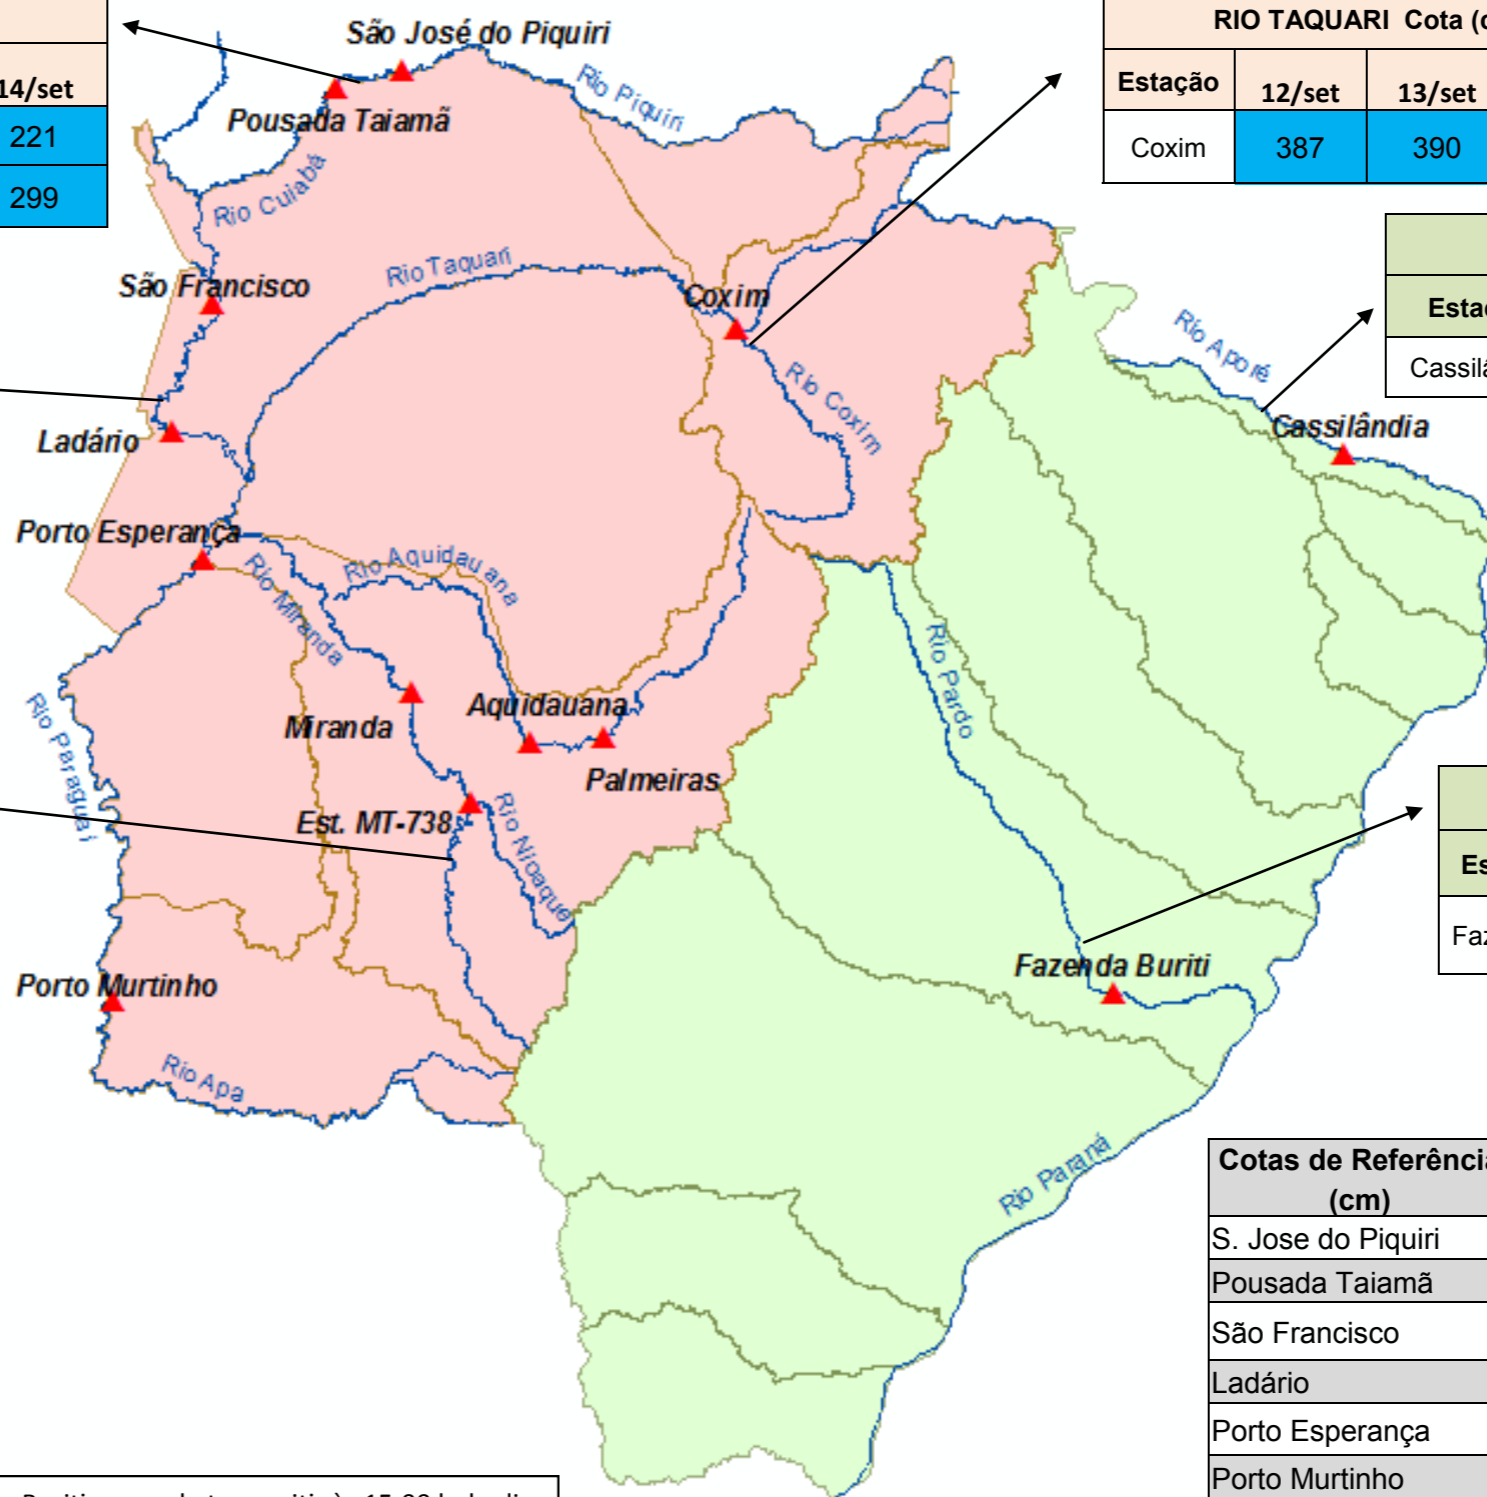 14/set
221
299
RIO TAQUARI Cota (c
Estação 12/set 13/set
Coxim 387 390
São José do Piquiri
Pousada Taiamã
Rio Piquiri
Rio Cuiabá
São Francisco
Rio Taquari
Coxim
Rio Coxim
Rio Aporé
Esta
Cassil
Cassilândia
Ladário
Porto Esperança
Rio Miranda
Rio Aquidauana
Rio Pardo
Rio Paraguai
Miranda
Aquidauana
Palmeiras
Est. MT-738
Rio Nioaque
Es
Faz
Fazenda Buriti
Porto Murtinho
Rio Apa
Rio Paraná
Cotas de Referência
(cm)
S. Jose do Piquiri
Pousada Taiamã
São Francisco
Ladário
Porto Esperança
Porto Murtinho